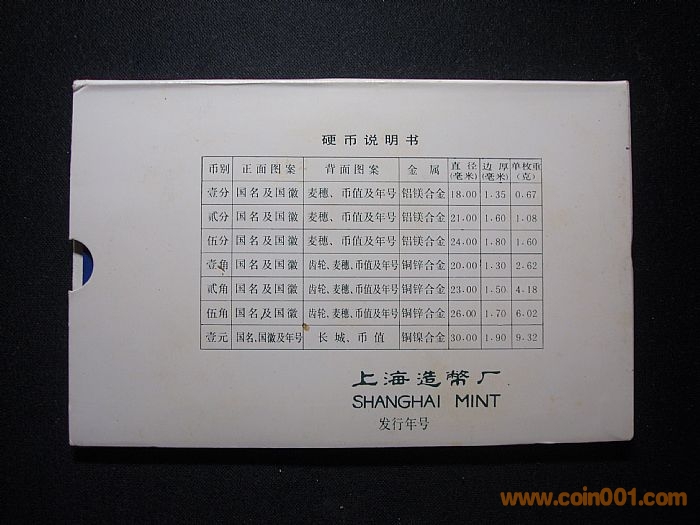 硬币说明书
币别 正面图案 背面图案 金属 直径(毫米) 边厚(毫米) 单枚重(克)
壹分 国名及国徽 麦穗、币值及年号 铝镁合金 18.00 1.35 0.67
贰分 国名及国徽 麦穗、币值及年号 铝镁合金 21.00 1.60 1.08
伍分 国名及国徽 麦穗、币值及年号 铝镁合金 24.00 1.80 1.60
壹角 国名及国徽 齿轮、麦穗、币值及年号 铜锌合金 20.00 1.30 2.62
贰角 国名及国徽 齿轮、麦穗、币值及年号 铜锌合金 23.00 1.50 4.18
伍角 国名及国徽 齿轮、麦穗、币值及年号 铜锌合金 26.00 1.70 6.02
壹元 国名、国徽及年号 长城、币值 铜镍合金 30.00 1.90 9.32
上海造幣厂
SHANGHAI MINT
发行年号
www.coin001.com